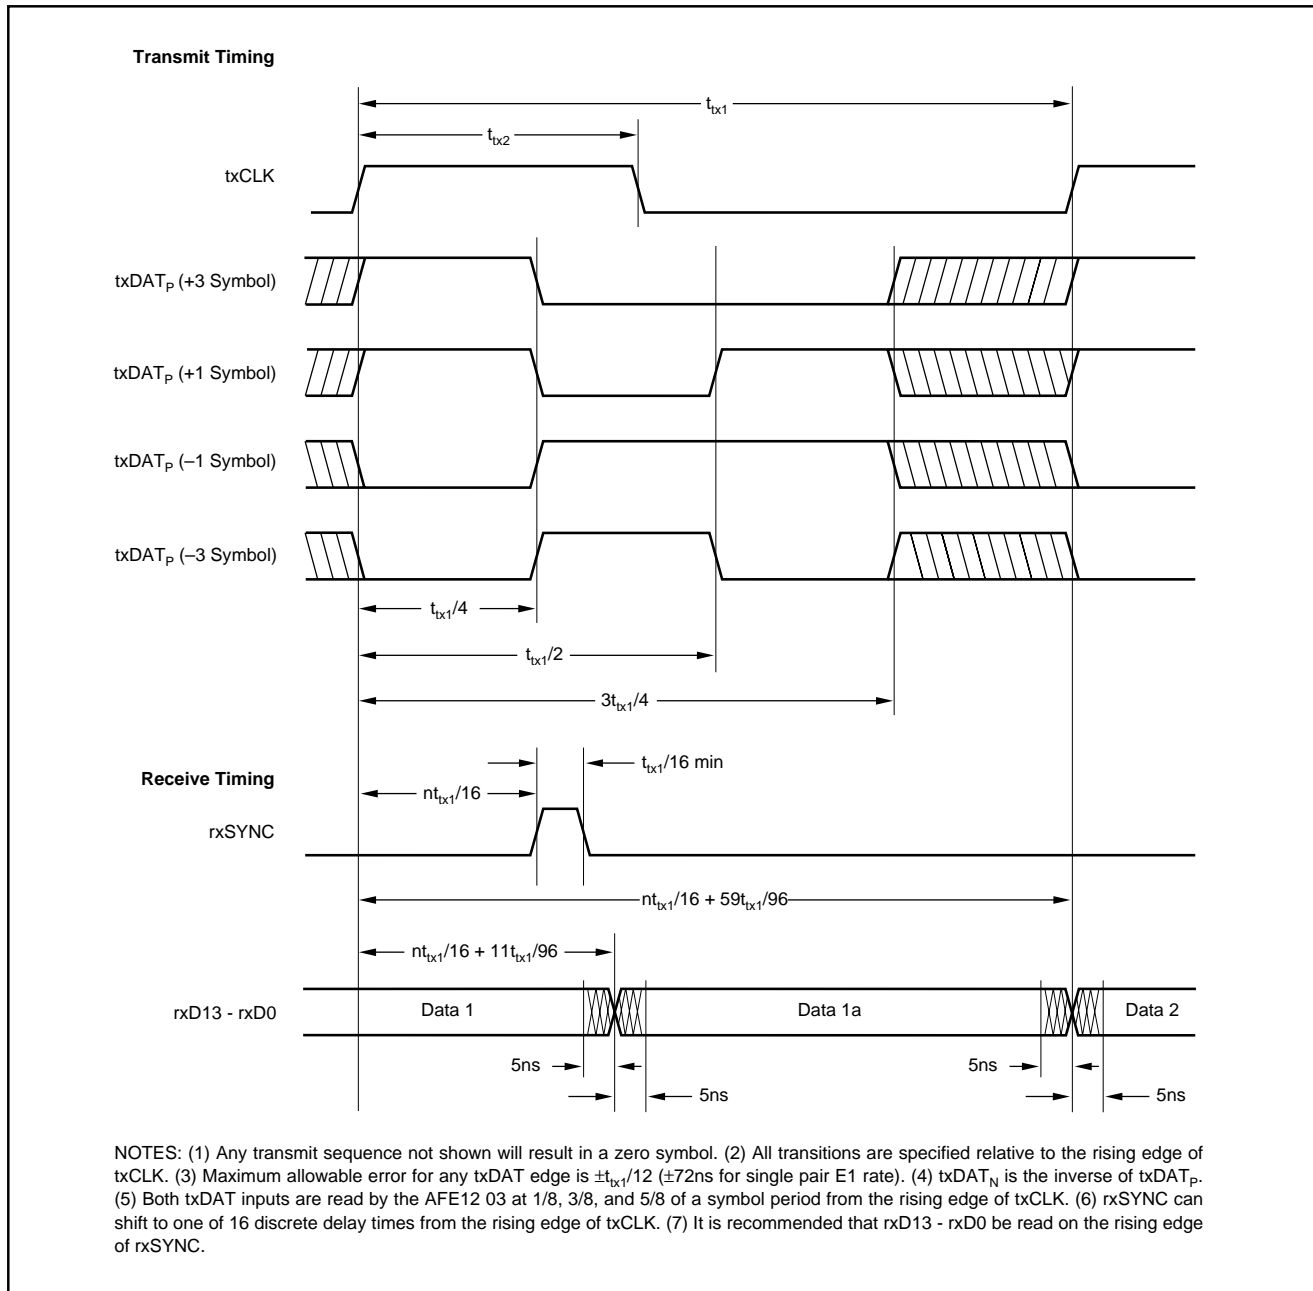 Transmit Timing
t_tx1
t_tx2
txCLK
txDAT_P (+3 Symbol)
txDAT_P (+1 Symbol)
txDAT_P (–1 Symbol)
txDAT_P (–3 Symbol)
t_tx1/4
t_tx1/2
3t_tx1/4
t_tx1/16 min
Receive Timing
nt_tx1/16
rxSYNC
nt_tx1/16 + 59t_tx1/96
nt_tx1/16 + 11t_tx1/96
rxD13 - rxD0
Data 1
Data 1a
Data 2
5ns
5ns
5ns
5ns
NOTES: (1) Any transmit sequence not shown will result in a zero symbol. (2) All transitions are specified relative to the rising edge of
txCLK. (3) Maximum allowable error for any txDAT edge is ±t_tx1/12 (±72ns for single pair E1 rate). (4) txDAT_N is the inverse of txDAT_P.
(5) Both txDAT inputs are read by the AFE12 03 at 1/8, 3/8, and 5/8 of a symbol period from the rising edge of txCLK. (6) rxSYNC can
shift to one of 16 discrete delay times from the rising edge of txCLK. (7) It is recommended that rxD13 - rxD0 be read on the rising edge
of rxSYNC.